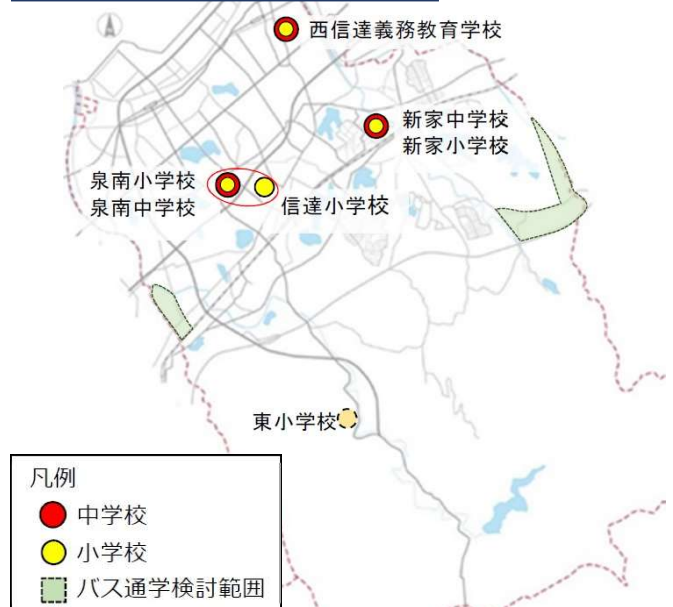 西信達義務教育学校
新家中学校
新家小学校
泉南小学校
泉南中学校
信達小学校
東小学校
凡例
中学校
小学校
バス通学検討範囲